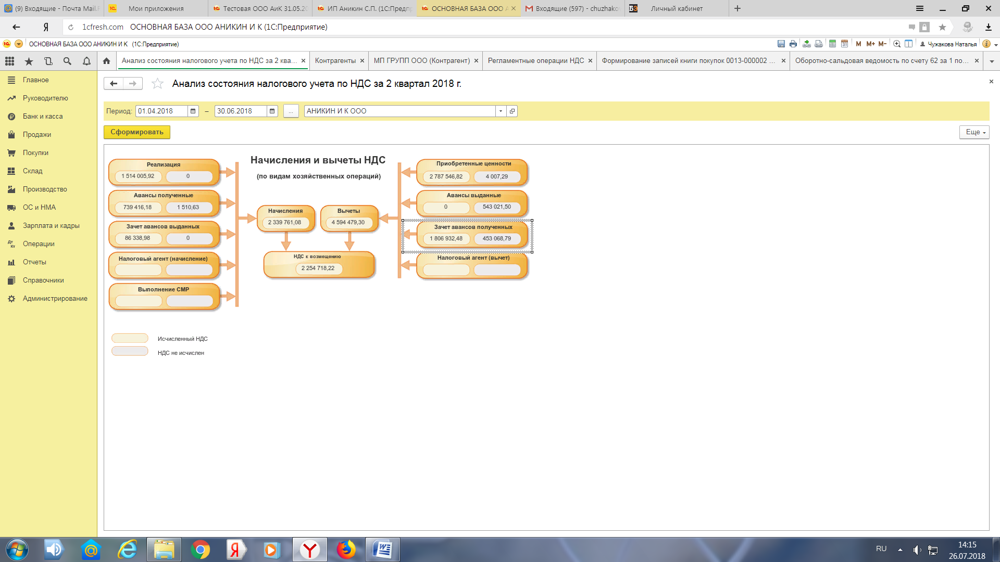 (9) Входящие - Почта Mail.R
Мои приложения
Тестовая ООО АиК 31.05.20
ИП Аникин С.П. (1С:Предпр
ОСНОВНАЯ БАЗА ООО А
Входящие (597) - chuzhako
БЭ
Личный кабинет
Я
1cfresh.com ОСНОВНАЯ БАЗА ООО АНИКИН И К (1С:Предприятие)
ОСНОВНАЯ БАЗА ООО АНИКИН И К (1С:Предприятие)
M M+ M-
Чужакова Наталья
Анализ состояния налогового учета по НДС за 2 ква...
Контрагенты
МП ГРУПП ООО (Контрагент)
Регламентные операции НДС
Формирование записей книги покупок 0013-000002 ...
Оборотно-сальдовая ведомость по счету 62 за 1 по...
Главное
Руководителю
Банк и касса
Продажи
Покупки
Склад
Производство
ОС и НМА
Зарплата и кадры
Операции
Отчеты
Справочники
Администрирование
Анализ состояния налогового учета по НДС за 2 квартал 2018 г.
Период: 01.04.2018 – 30.06.2018 ... АНИКИН И К ООО
Сформировать
Еще
Начисления и вычеты НДС
(по видам хозяйственных операций)
Реализация
1 514 005,92 0
Авансы полученные
739 416,18 1 510,63
Зачет авансов выданных
86 338,98 0
Налоговый агент (начисление)
Выполнение СМР
Начисления
2 339 761,08
Вычеты
4 594 479,30
НДС к возмещению
2 254 718,22
Приобретенные ценности
2 787 546,82 4 007,29
Авансы выданные
0 543 021,50
Зачет авансов полученных
1 806 932,48 453 068,79
Налоговый агент (вычет)
Исчисленный НДС
НДС не исчислен
RU
14:15
26.07.2018